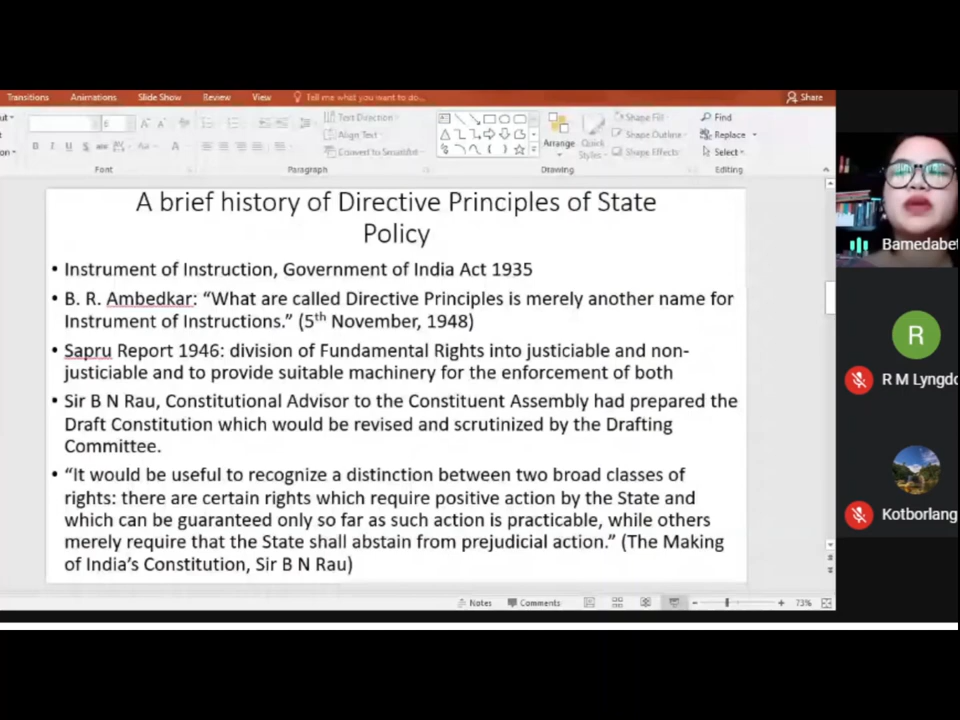 Transitions Animations Slide Show Review View Tell me what you want to do... Share
Text Direction
Align Text
Convert to SmartArt
Shape Fill
Shape Outline
Shape Effects
Arrange
Quick
Styles
Find
Replace
Select
Font Paragraph Drawing Editing
A brief history of Directive Principles of State
Policy
• Instrument of Instruction, Government of India Act 1935
• B. R. Ambedkar: “What are called Directive Principles is merely another name for
Instrument of Instructions.” (5th November, 1948)
• Sapru Report 1946: division of Fundamental Rights into justiciable and non-
justiciable and to provide suitable machinery for the enforcement of both
• Sir B N Rau, Constitutional Advisor to the Constituent Assembly had prepared the
Draft Constitution which would be revised and scrutinized by the Drafting
Committee.
• “It would be useful to recognize a distinction between two broad classes of
rights: there are certain rights which require positive action by the State and
which can be guaranteed only so far as such action is practicable, while others
merely require that the State shall abstain from prejudicial action.” (The Making
of India’s Constitution, Sir B N Rau)
Notes Comments 73%
Bamedabet
R
R M Lyngdo
Kotborlang